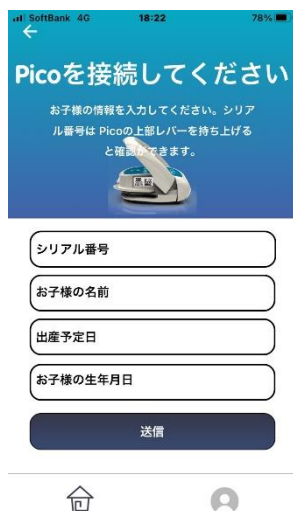 SoftBank 4G 18:22 78%
Picoを接続してください
お子様の情報を入力してください。シリア
ル番号は Picoの上部レバーを持ち上げる
と確認ができます。
シリアル番号
お子様の名前
出産予定日
お子様の生年月日
送信